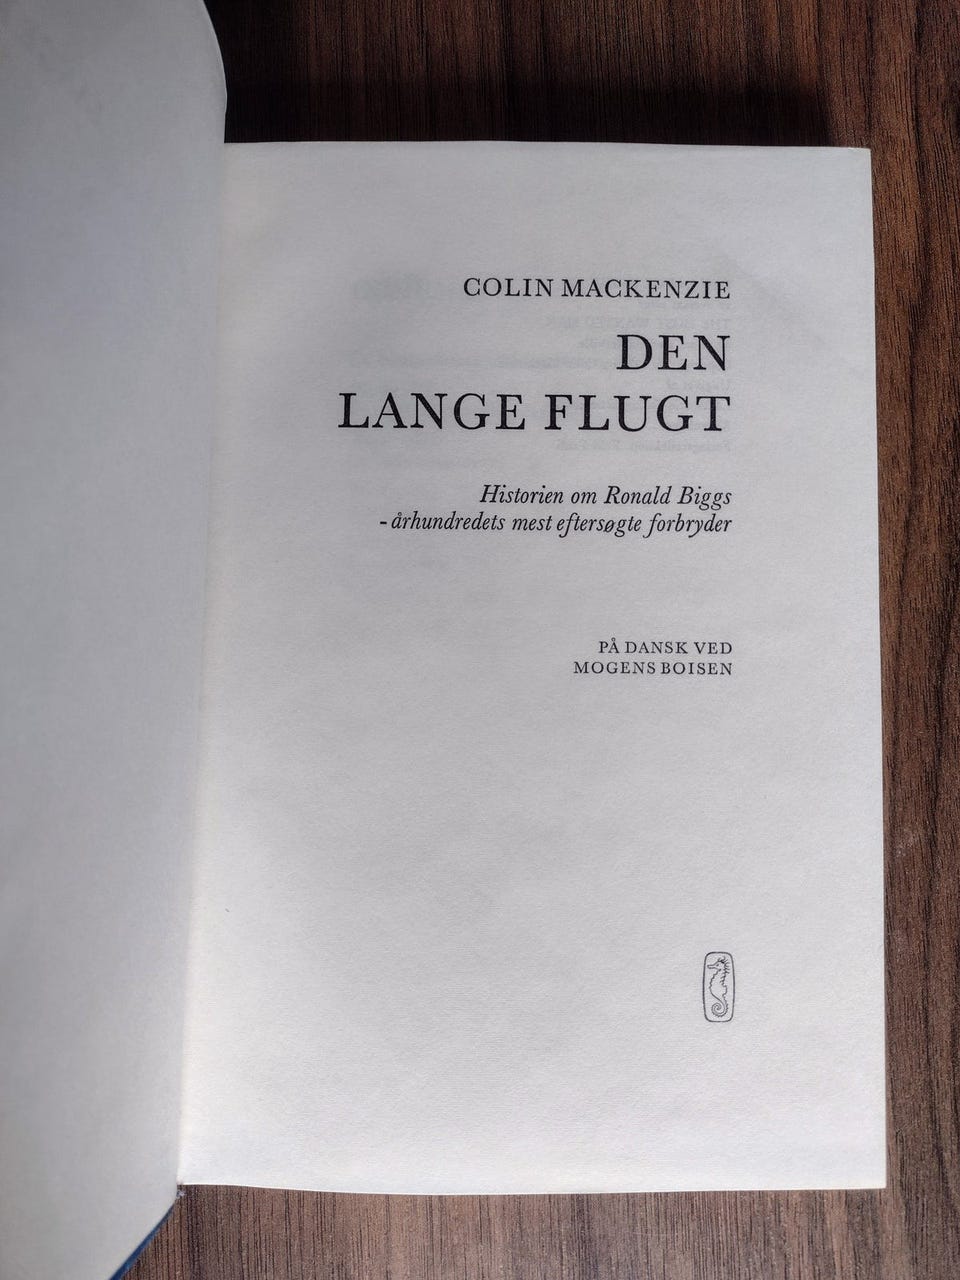 COLIN MACKENZIE
DEN
LANGE FLUGT
Historien om Ronald Biggs
- århundredets mest eftersøgte forbryder
PÅ DANSK VED
MOGENS BOISEN